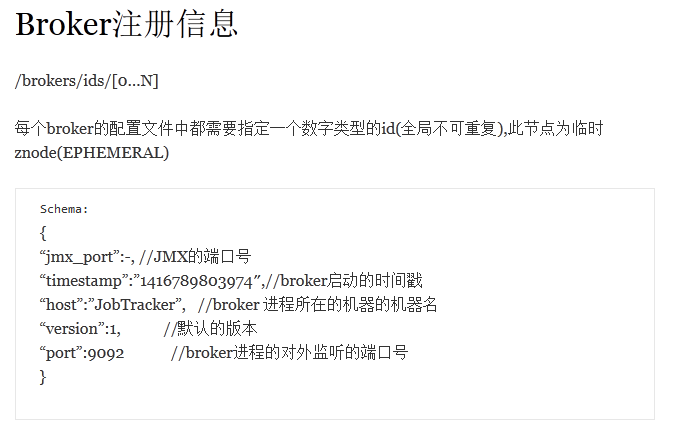 Broker注册信息
/brokers/ids/[0…N]
每个broker的配置文件中都需要指定一个数字类型的id(全局不可重复),此节点为临时
znode(EPHEMERAL)
Schema:
{
“jmx_port”:-, //JMX的端口号
“timestamp”:”1416789803974″,//broker启动的时间戳
“host”:”JobTracker”, //broker 进程所在的机器的机器名
“version”:1, //默认的版本
“port”:9092 //broker进程的对外监听的端口号
}